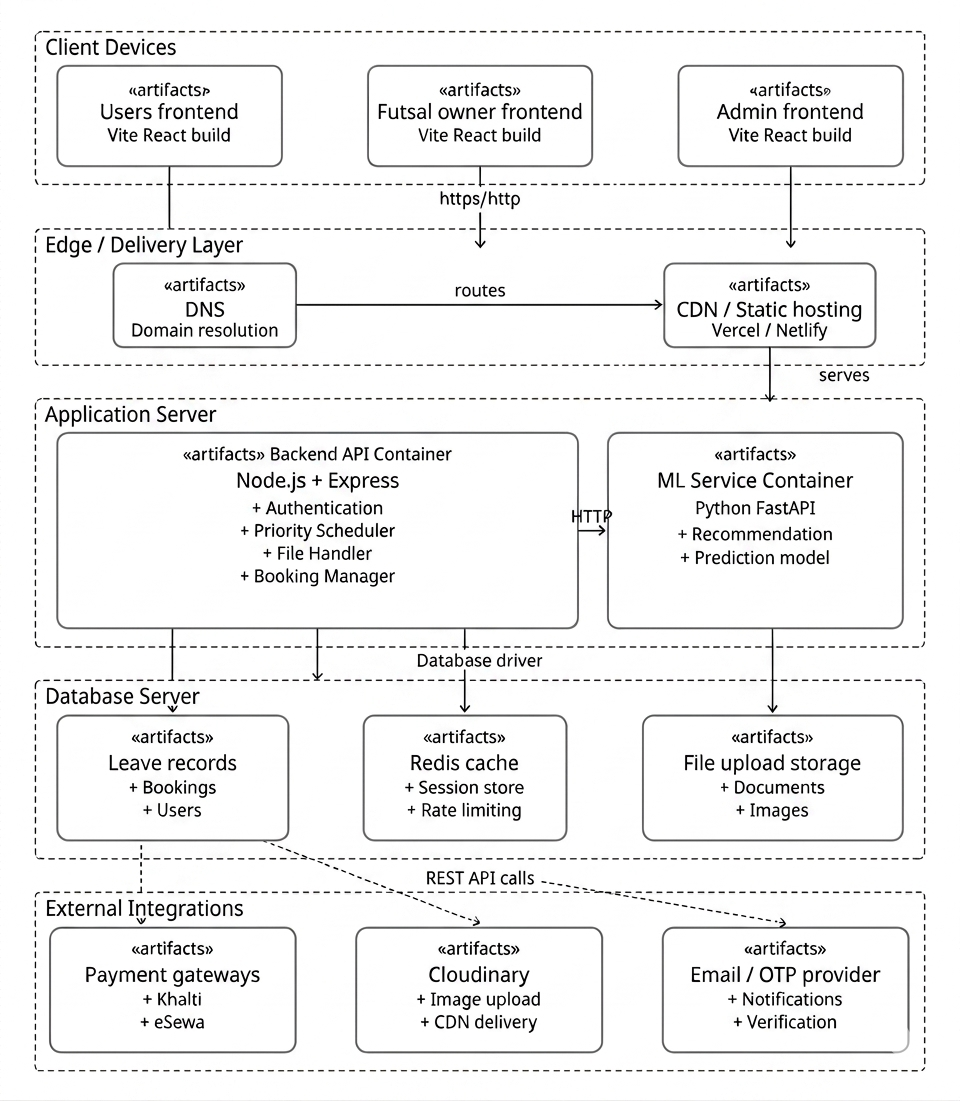 Client Devices
«artifacts»
Users frontend
Vite React build
«artifacts»
Futsal owner frontend
Vite React build
«artifacts»
Admin frontend
Vite React build
https/http
Edge / Delivery Layer
«artifacts»
DNS
Domain resolution
routes
«artifacts»
CDN / Static hosting
Vercel / Netlify
serves
Application Server
«artifacts» Backend API Container
Node.js + Express
+ Authentication
+ Priority Scheduler
+ File Handler
+ Booking Manager
HTTP
«artifacts»
ML Service Container
Python FastAPI
+ Recommendation
+ Prediction model
Database driver
Database Server
«artifacts»
Leave records
+ Bookings
+ Users
«artifacts»
Redis cache
+ Session store
+ Rate limiting
«artifacts»
File upload storage
+ Documents
+ Images
REST API calls
External Integrations
«artifacts»
Payment gateways
+ Khalti
+ eSewa
«artifacts»
Cloudinary
+ Image upload
+ CDN delivery
«artifacts»
Email / OTP provider
+ Notifications
+ Verification